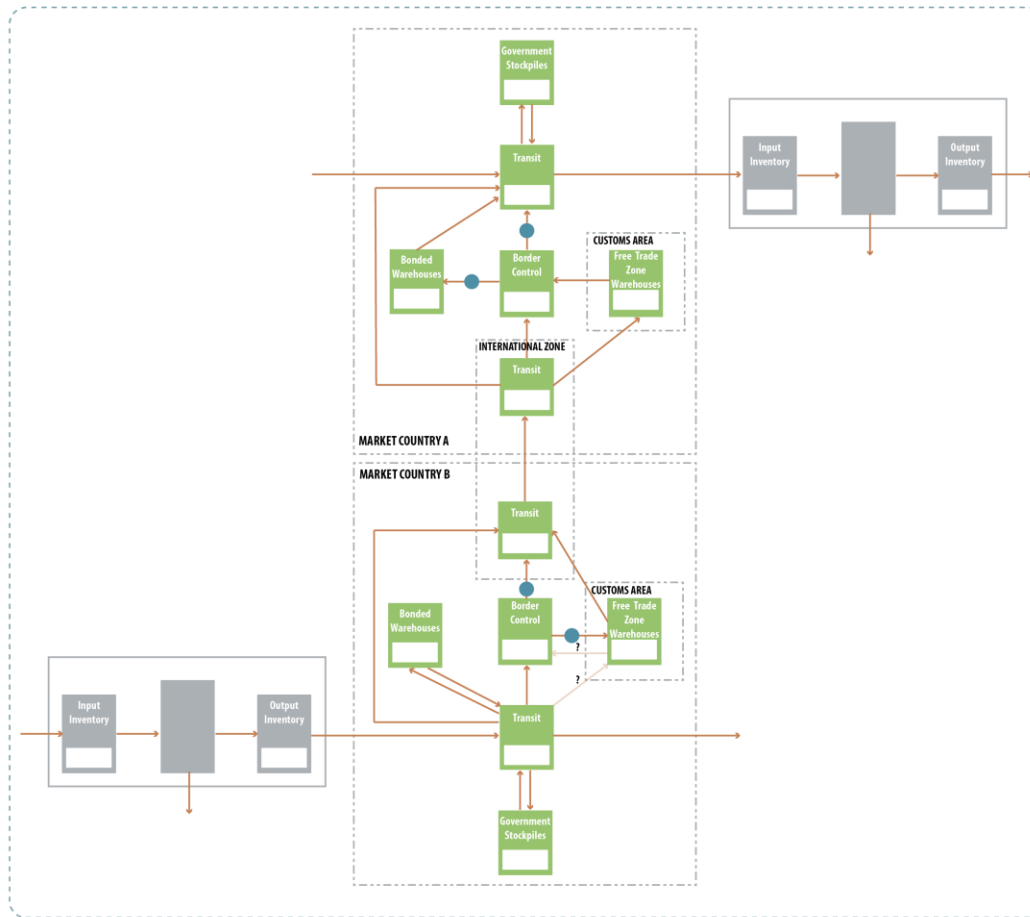 Government
Stockpiles
Transit
Input
Inventory
Output
Inventory
CUSTOMS AREA
Bonded
Warehouses
Border
Control
Free Trade
Zone
Warehouses
INTERNATIONAL ZONE
Transit
MARKET COUNTRY A
MARKET COUNTRY B
Transit
CUSTOMS AREA
Bonded
Warehouses
Border
Control
Free Trade
Zone
Warehouses
?
?
Input
Inventory
Output
Inventory
Transit
Government
Stockpiles